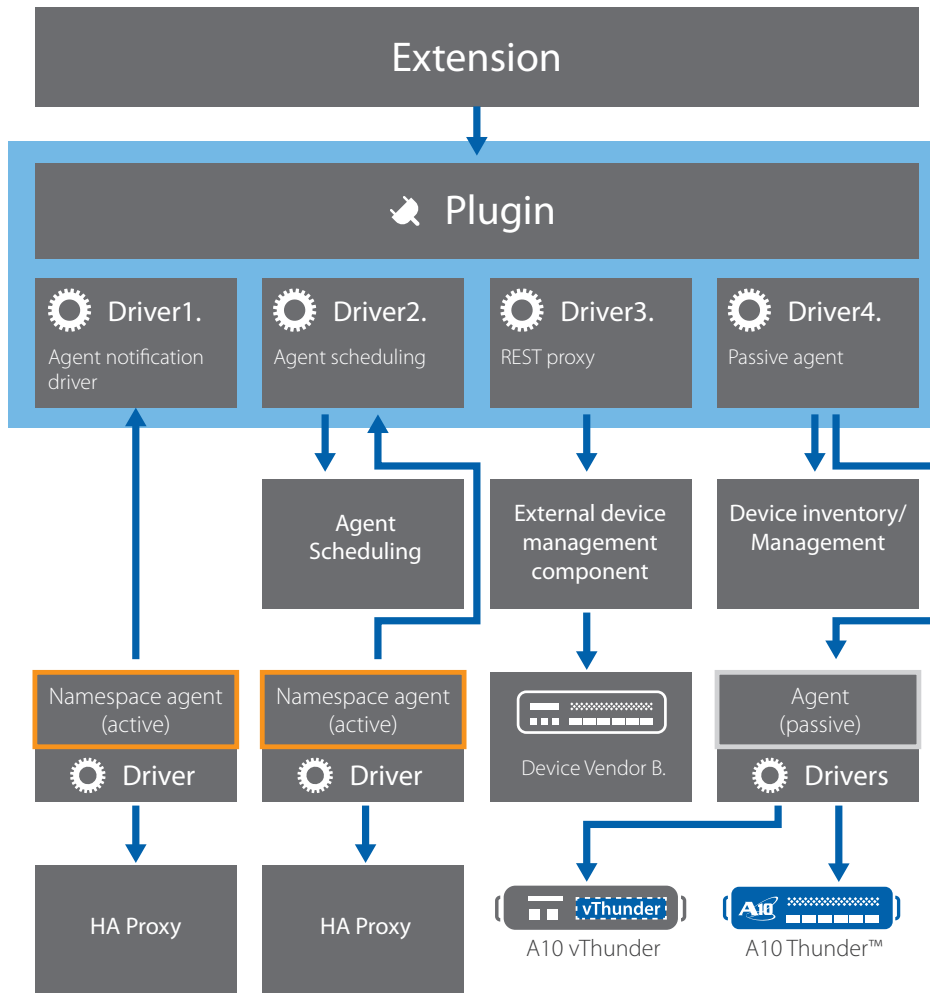 Extension
Plugin
Driver1.
Agent notification
driver
Driver2.
Agent scheduling
Driver3.
REST proxy
Driver4.
Passive agent
Agent
Scheduling
External device
management
component
Device inventory/
Management
Namespace agent
(active)
Driver
Namespace agent
(active)
Driver
Device Vendor B.
Agent
(passive)
Drivers
HA Proxy
HA Proxy
vThunder
A10 vThunder
A10
A10 Thunder™